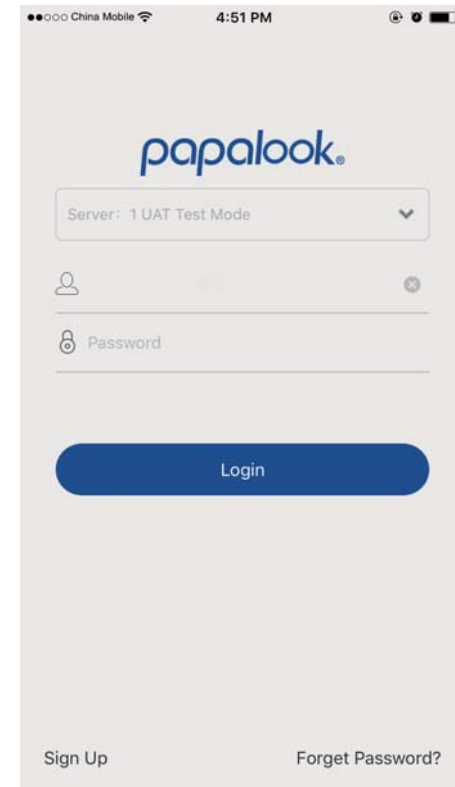 China Mobile 4:51 PM
papalook®
Server: 1 UAT Test Mode
Password
Login
Sign Up Forget Password?